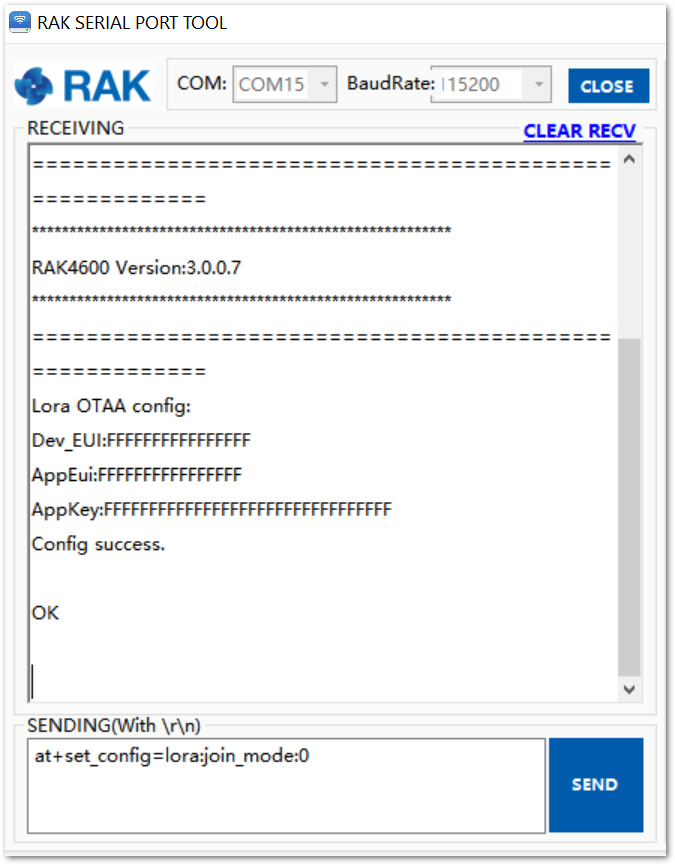 RAK SERIAL PORT TOOL
RAK COM: COM15 BaudRate: 115200 CLOSE
RECEIVING
CLEAR RECV
===========================================
=============
********************************************************
RAK4600 Version:3.0.0.7
********************************************************
===========================================
=============
Lora OTAA config:
Dev_EUI:FFFFFFFFFFFFFFFF
AppEui:FFFFFFFFFFFFFFFF
AppKey:FFFFFFFFFFFFFFFFFFFFFFFFFFFFFFFF
Config success.
OK
SENDING(With \r\n)
at+set_config=lora:join_mode:0
SEND